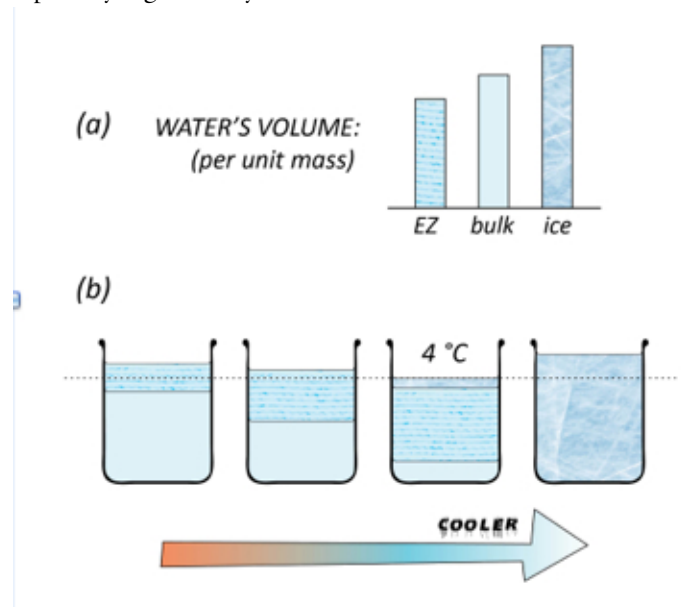 (a)
WATER'S VOLUME:
(per unit mass)
EZ bulk ice
(b)
4 °C
COOLER